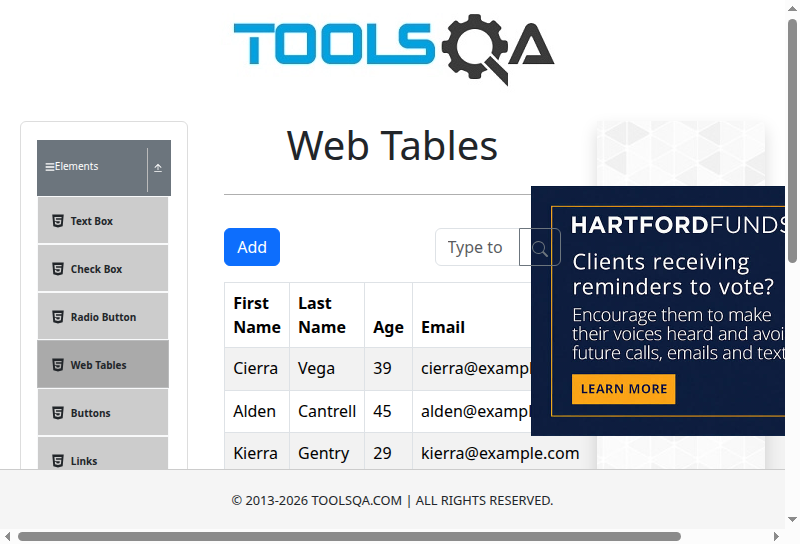 TOOLSQA
Elements
Text Box
Check Box
Radio Button
Web Tables
Buttons
Links
Web Tables
Add
Type to
First Name
Last Name
Age
Email
Cierra Vega 39 cierra@exampl
Alden Cantrell 45 alden@exampl
Kierra Gentry 29 kierra@example.com
HARTFORDFUNDS
Clients receiving
reminders to vote?
Encourage them to make
their voices heard and avoi
future calls, emails and text
LEARN MORE
© 2013-2026 TOOLSQA.COM | ALL RIGHTS RESERVED.